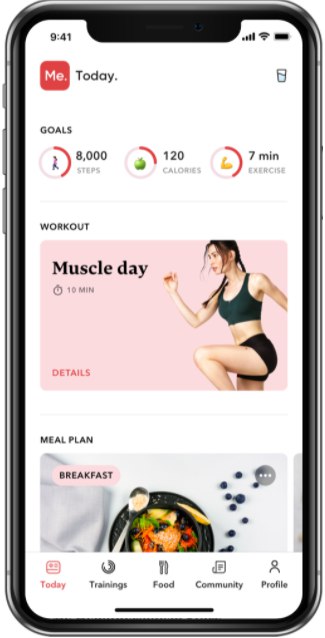 9:41
Me. Today.
GOALS
8,000 120 7 min
STEPS CALORIES EXERCISE
WORKOUT
Muscle day
10 MIN
DETAILS
MEAL PLAN
BREAKFAST
Today Trainings Food Community Profile